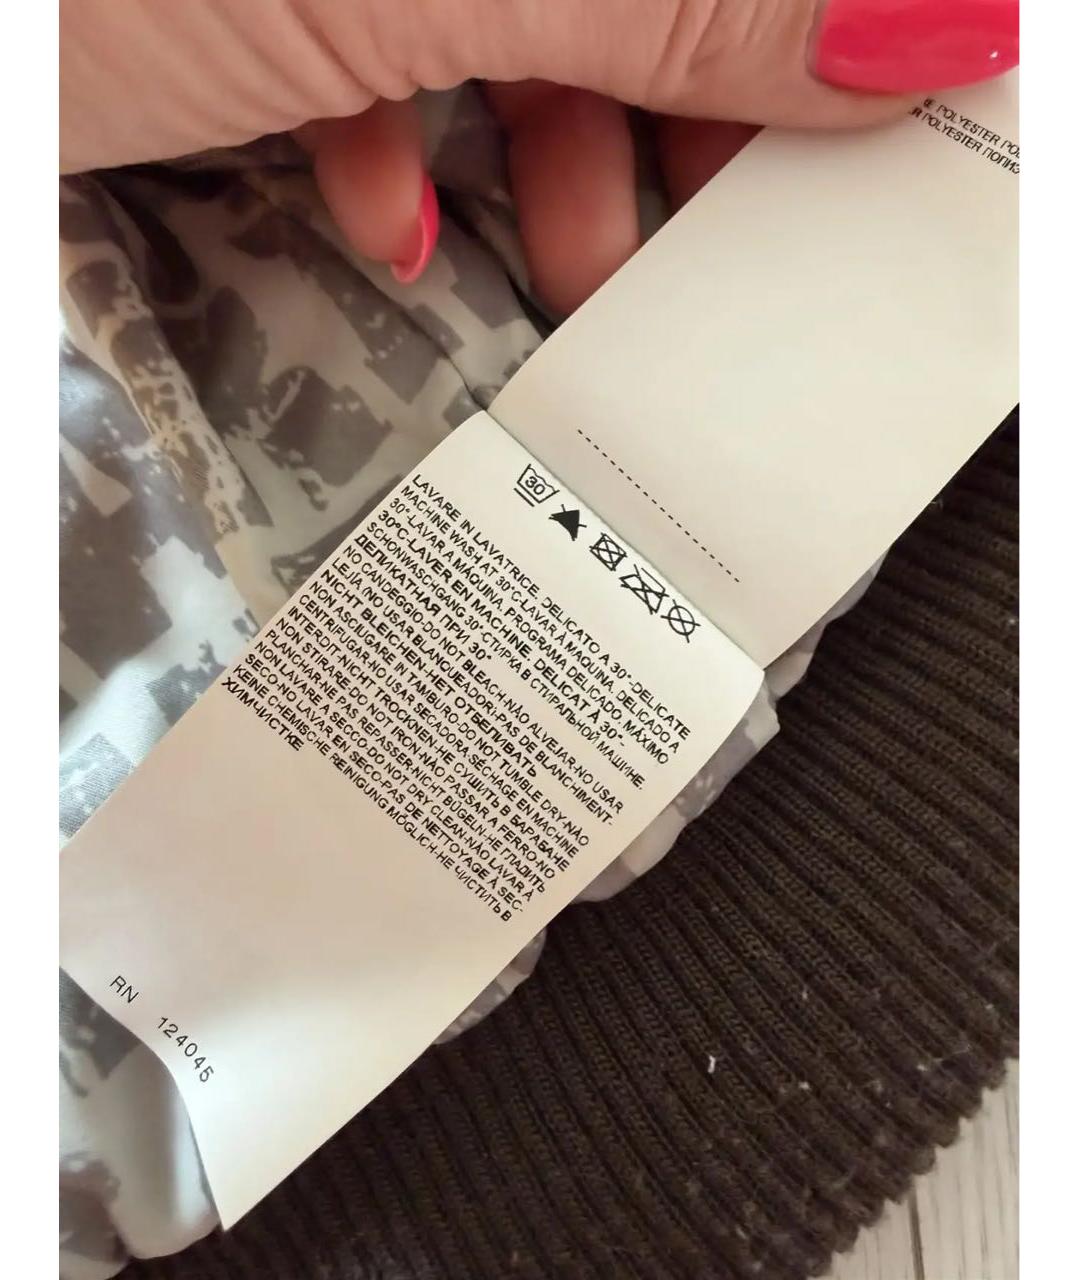 POLYESTER
POLYESTER
30
LAVARE IN LAVATRICE, DELICATO A 30°-DELICATE
MACHINE WASH AT 30°C-LAVAR À MAQUINA, DELICADO A
30°-LAVAR A MÁQUINA, PROGRAMA DELICADO, MÁXIMO
30°C-LAVER EN MACHINE, DELICAT À 30°-
SCHONWASCHGANG 30°-СТИРКА В СТИРАЛЬНОЙ МАШИНЕ.
ДЕЛИКАТНАЯ ПРИ 30°
NO CANDEGGIO-DO NOT BLEACH-NÃO ALVEJAR-NO USAR
LEJÍA (NO USAR BLANQUEADOR)-PAS DE BLANCHIMENT-
NICHT BLEICHEN-НЕТ ОТБЕЛИВАТЬ
NON ASCIUGARE IN TAMBURO-DO NOT TUMBLE DRY-NÃO
CENTRIFUGAR-NO USAR SECADORA-SÉCHAGE EN MACHINE
INTERDIT-NICHT TROCKNEN-НЕ СУШИТЬ В БАРАБАНЕ
NON STIRARE-DO NOT IRON-NÃO PASSAR A FERRO-NO
PLANCHAR-NE PAS REPASSER-NICHT BÜGELN-НЕ ГЛАДИТЬ
NON LAVARE A SECCO-DO NOT DRY CLEAN-NÃO LAVAR À
SECO-NO LAVAR EN SECO-PAS DE NETTOYAGE À SEC-
KEINE CHEMISCHE REINIGUNG MÖGLICH-НЕ ЧИСТИТЬ В
ХИМЧИСТКЕ
RN 124045